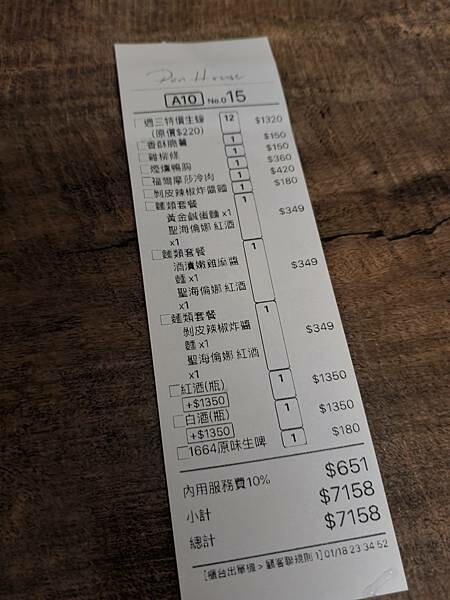 Pen House
A10 No.015
週三特價生蠔 12 $1320
(原價$220)
香酥脆薯 1 $150
雞柳條 1 $150
煙燻鴨胸 1 $360
福爾摩莎冷肉 1 $420
剝皮辣椒炸醬麵 1 $180
麵類套餐 1 $349
黃金鹹蛋麵 x1
聖海倫娜 紅酒
x1
麵類套餐 1 $349
酒漬嫩雞麻醬
麵 x1
聖海倫娜 紅酒
x1
麵類套餐 1 $349
剝皮辣椒炸醬
麵 x1
聖海倫娜 紅酒
x1
紅酒(瓶) 1 $1350
+$1350
白酒(瓶) 1 $1350
+$1350
1664原味生啤 1 $180
內用服務費10% $651
小計 $7158
總計 $7158
[櫃台出單機 > 顧客聯規則 1] 01/18 23:34:52